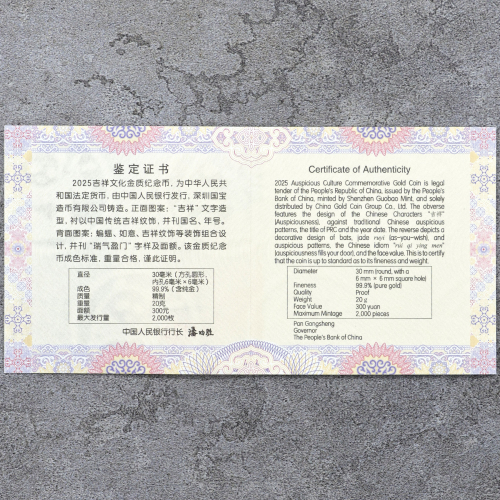 鉴定证书
2025吉祥文化金质纪念币，为中华人民共
和国法定货币，由中国人民银行发行，深圳国宝
造币有限公司铸造。正面图案：“吉祥”文字造
型，衬以中国传统吉祥纹饰，并刊国名、年号。
背面图案：蝙蝠、如意、吉祥纹饰等装饰组合设
计，并刊“瑞气盈门”字样及面额。该金质纪念
币成色标准，重量合格，谨此证明。
直径 30毫米（方孔圆形，
内孔6毫米×6毫米）
成色 99.9%（含纯金）
质量 精制
重量 20克
面额 300元
最大发行量 2,000枚
中国人民银行行长 潘功胜
Certificate of Authenticity
2025 Auspicious Culture Commemorative Gold Coin is legal
tender of the People's Republic of China, issued by the People's
Bank of China, minted by Shenzhen Guobao Mint, and solely
distributed by China Gold Coin Group Co., Ltd. The obverse
features the design of the Chinese Characters “吉祥”
(Auspiciousness), against traditional Chinese auspicious
patterns, the title of PRC and the year. The reverse depicts a
decorative design of bats, jade ruyi (as-you-wish), and
auspicious patterns, the Chinese idiom "rui qi ying men"
(auspiciousness fills your door), and the face value. This is to certify
that the coin is up to standard as to its fineness and weight.
Diameter 30 mm (round, with a
6 mm × 6 mm square hole)
Fineness 99.9% (pure gold)
Quality Proof
Weight 20 g
Face Value 300 yuan
Maximum Mintage 2,000 pieces
Pan Gongsheng
Governor
The People's Bank of China